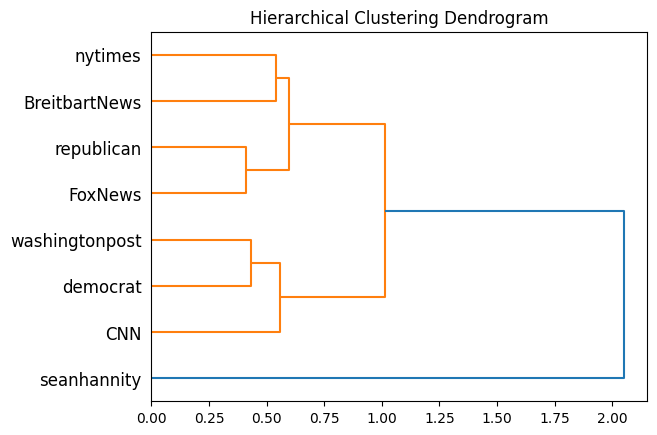 Hierarchical Clustering Dendrogram
nytimes
BreitbartNews
republican
FoxNews
washingtonpost
democrat
CNN
seanhannity
0.00 0.25 0.50 0.75 1.00 1.25 1.50 1.75 2.00